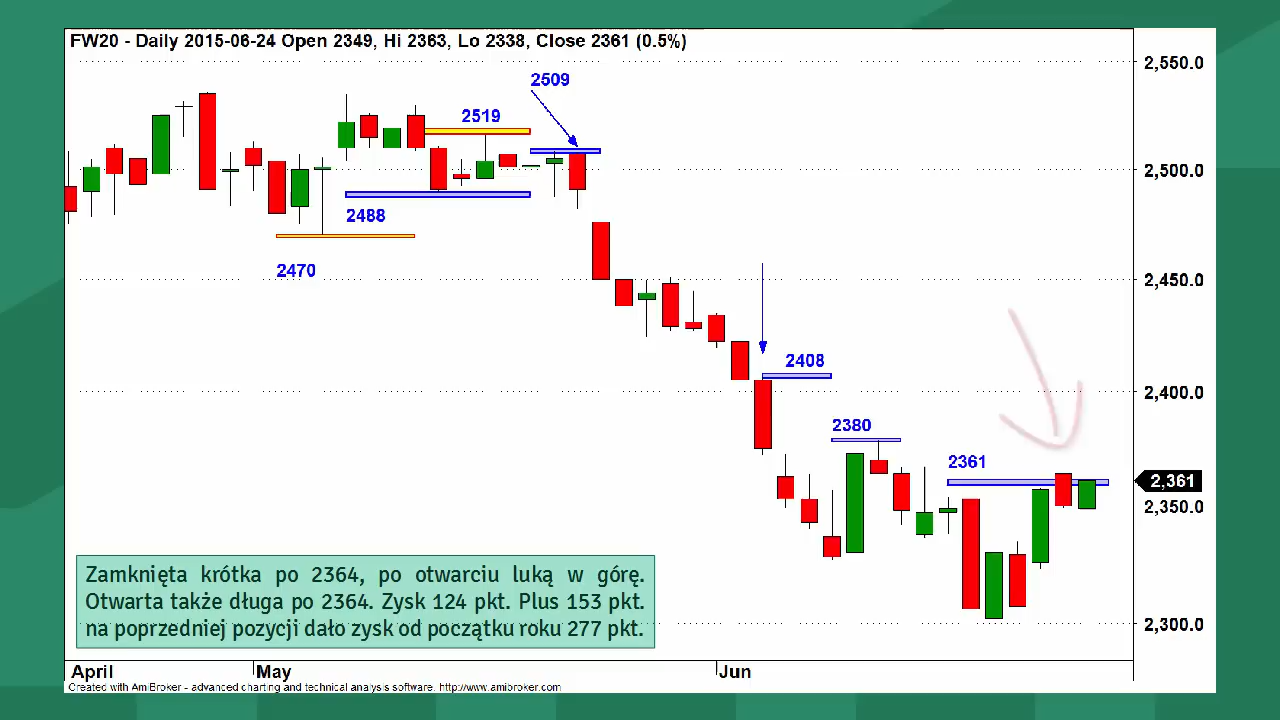 FW20 - Daily 2015-06-24 Open 2349, Hi 2363, Lo 2338, Close 2361 (0.5%)
2,550.0
2509
2519
2,500.0
2488
2470
2,450.0
2408
2,400.0
2380
2361
2,361
2,350.0
Zamknięta krótka po 2364, po otwarciu luką w górę.
Otwarta także długa po 2364. Zysk 124 pkt. Plus 153 pkt.
na poprzedniej pozycji dało zysk od początku roku 277 pkt.
2,300.0
April
May
Jun
Created with AmiBroker - advanced charting and technical analysis software. http://www.amibroker.com